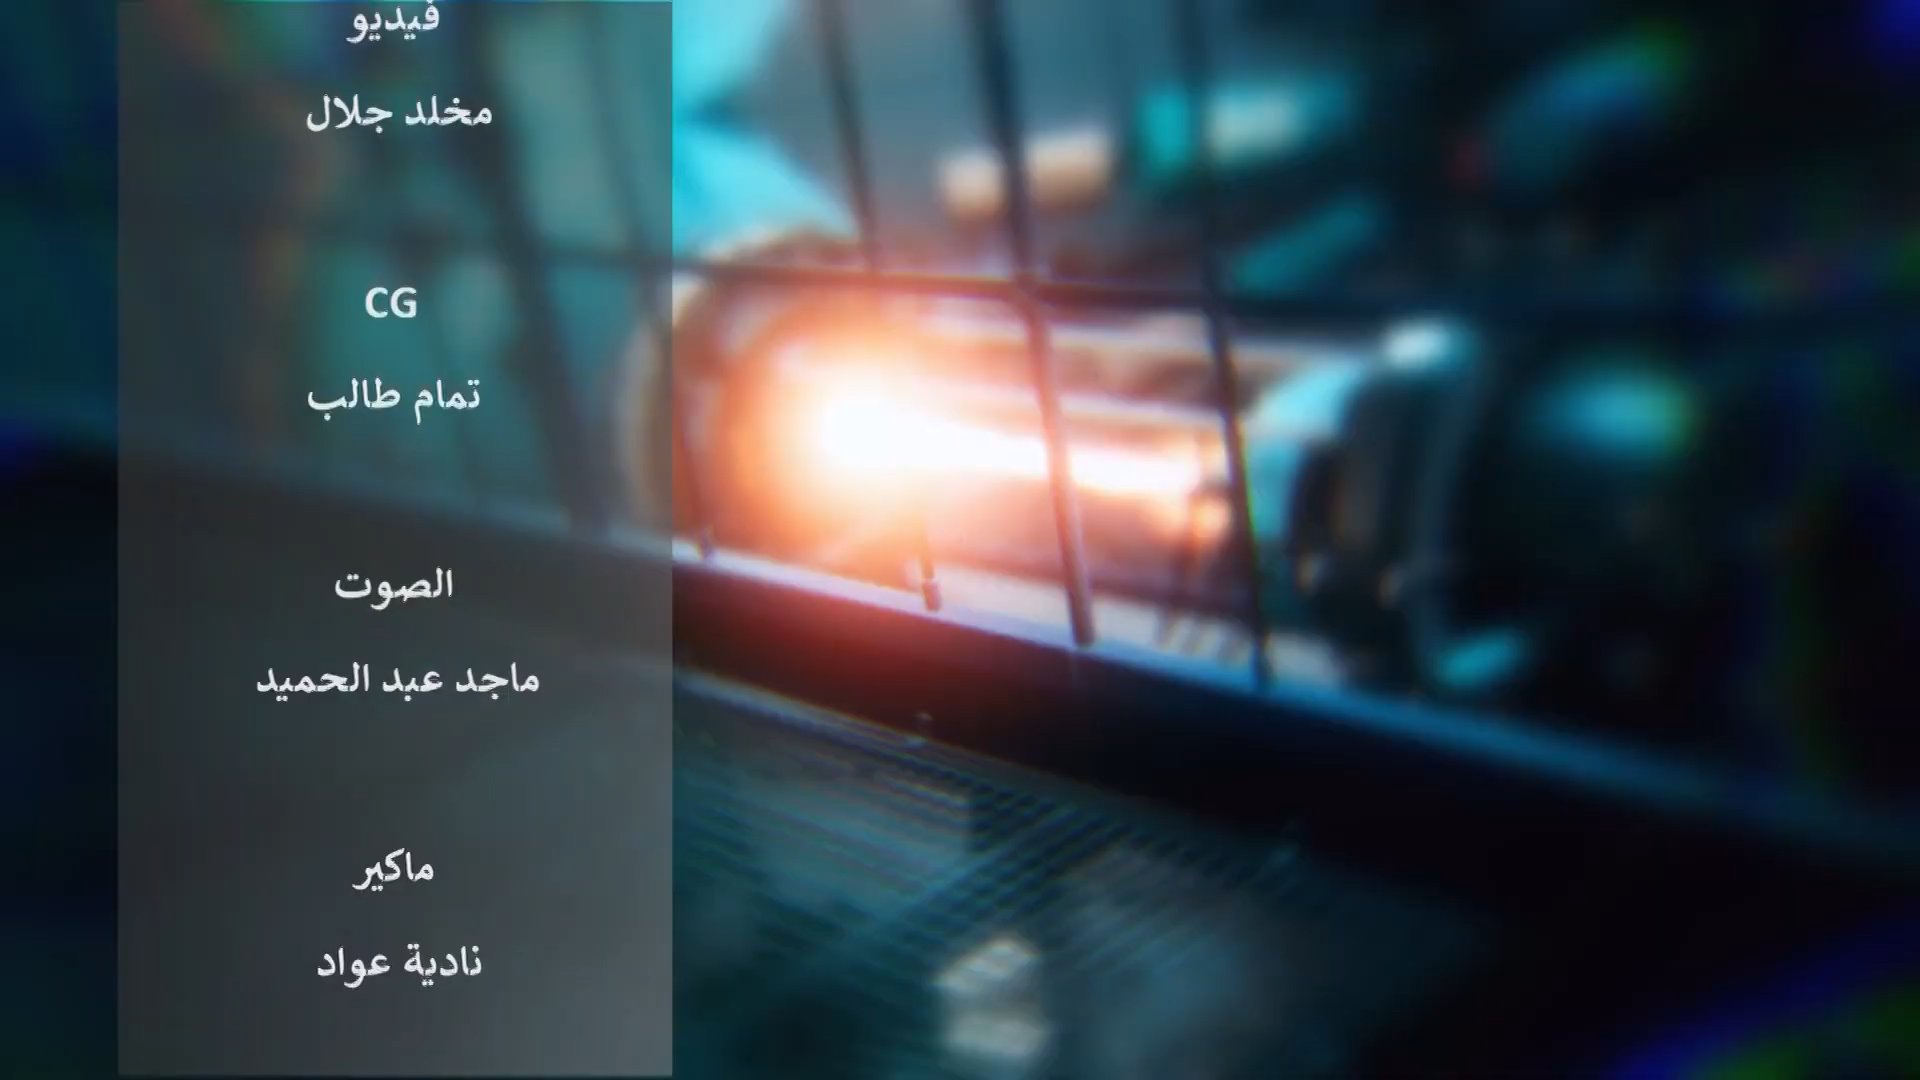 فيديو
مخلد جلال
CG
تمام طالب
الصوت
ماجد عبد الحميد
ماكير
نادية عواد